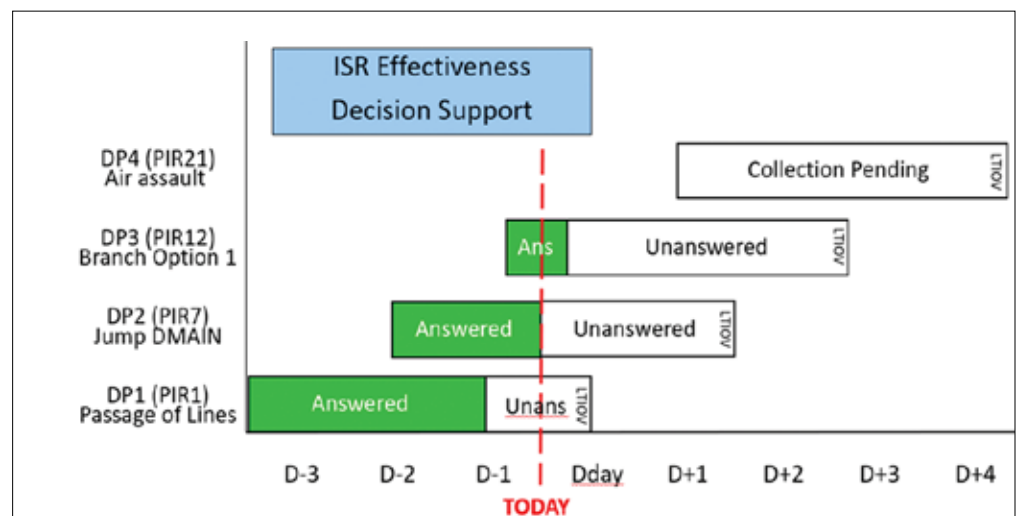 ISR Effectiveness
Decision Support
DP4 (PIR21)
Air assault
Collection Pending
LTIOV
DP3 (PIR12)
Branch Option 1
Ans
Unanswered
LTIOV
DP2 (PIR7)
Jump DMAIN
Answered
Unanswered
LTIOV
DP1 (PIR1)
Passage of Lines
Answered
Unans
LTIOV
D-3 D-2 D-1 Dday D+1 D+2 D+3 D+4
TODAY